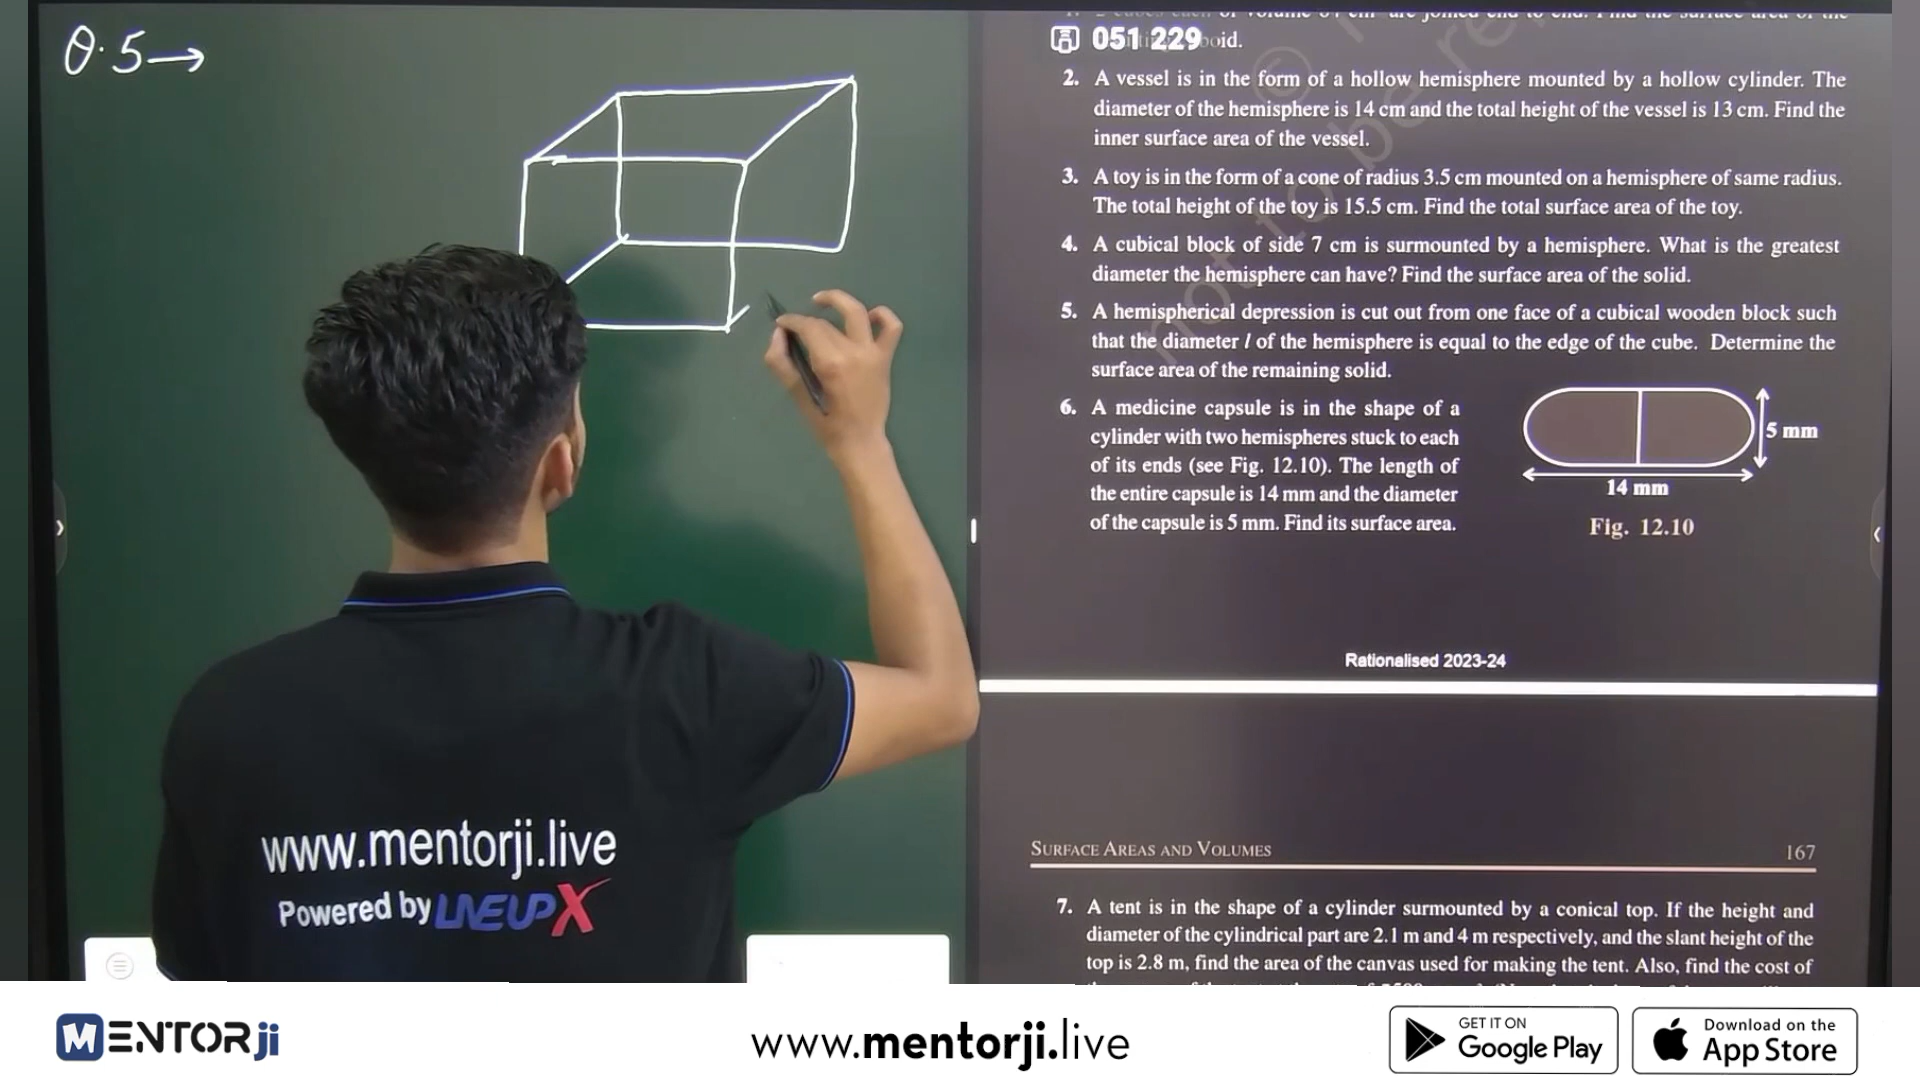 Q.5→
051 229
oid.
2. A vessel is in the form of a hollow hemisphere mounted by a hollow cylinder. The
diameter of the hemisphere is 14 cm and the total height of the vessel is 13 cm. Find the
inner surface area of the vessel.
3. A toy is in the form of a cone of radius 3.5 cm mounted on a hemisphere of same radius.
The total height of the toy is 15.5 cm. Find the total surface area of the toy.
4. A cubical block of side 7 cm is surmounted by a hemisphere. What is the greatest
diameter the hemisphere can have? Find the surface area of the solid.
5. A hemispherical depression is cut out from one face of a cubical wooden block such
that the diameter l of the hemisphere is equal to the edge of the cube. Determine the
surface area of the remaining solid.
6. A medicine capsule is in the shape of a
cylinder with two hemispheres stuck to each
of its ends (see Fig. 12.10). The length of
the entire capsule is 14 mm and the diameter
of the capsule is 5 mm. Find its surface area.
5 mm
14 mm
Fig. 12.10
Rationalised 2023-24
SURFACE AREAS AND VOLUMES 167
7. A tent is in the shape of a cylinder surmounted by a conical top. If the height and
diameter of the cylindrical part are 2.1 m and 4 m respectively, and the slant height of the
top is 2.8 m, find the area of the canvas used for making the tent. Also, find the cost of
www.mentorji.live
Powered by LIVEUPX
MENTORji
www.mentorji.live
GET IT ON
Google Play
Download on the
App Store